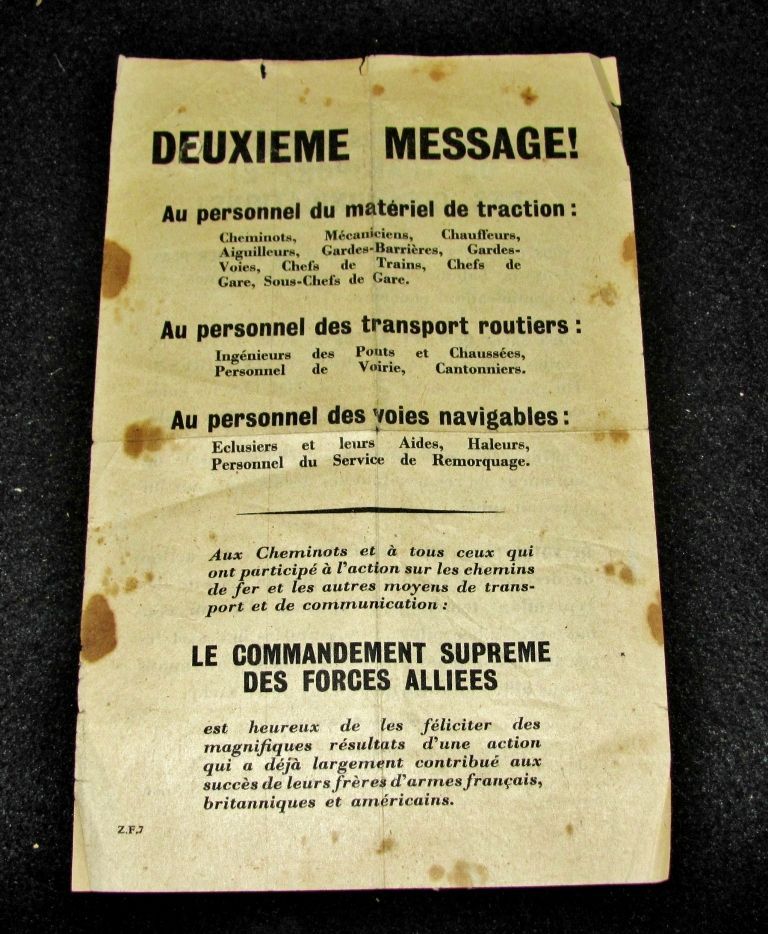 DEUXIEME MESSAGE!
Au personnel du matériel de traction :
Cheminots, Mécaniciens, Chauffeurs,
Aiguilleurs, Gardes-Barrières, Gardes-
Voies, Chefs de Trains, Chefs de
Gare, Sous-Chefs de Gare.
Au personnel des transport routiers :
Ingénieurs des Ponts et Chaussées,
Personnel de Voirie, Cantonniers.
Au personnel des voies navigables :
Eclusiers et leurs Aides, Haleurs,
Personnel du Service de Remorquage.
Aux Cheminots et à tous ceux qui
ont participé à l'action sur les chemins
de fer et les autres moyens de trans-
port et de communication :
LE COMMANDEMENT SUPREME
DES FORCES ALLIEES
est heureux de les féliciter des
magnifiques résultats d'une action
qui a déjà largement contribué aux
succès de leurs frères d'armes français,
britanniques et américains.
Z.F.7